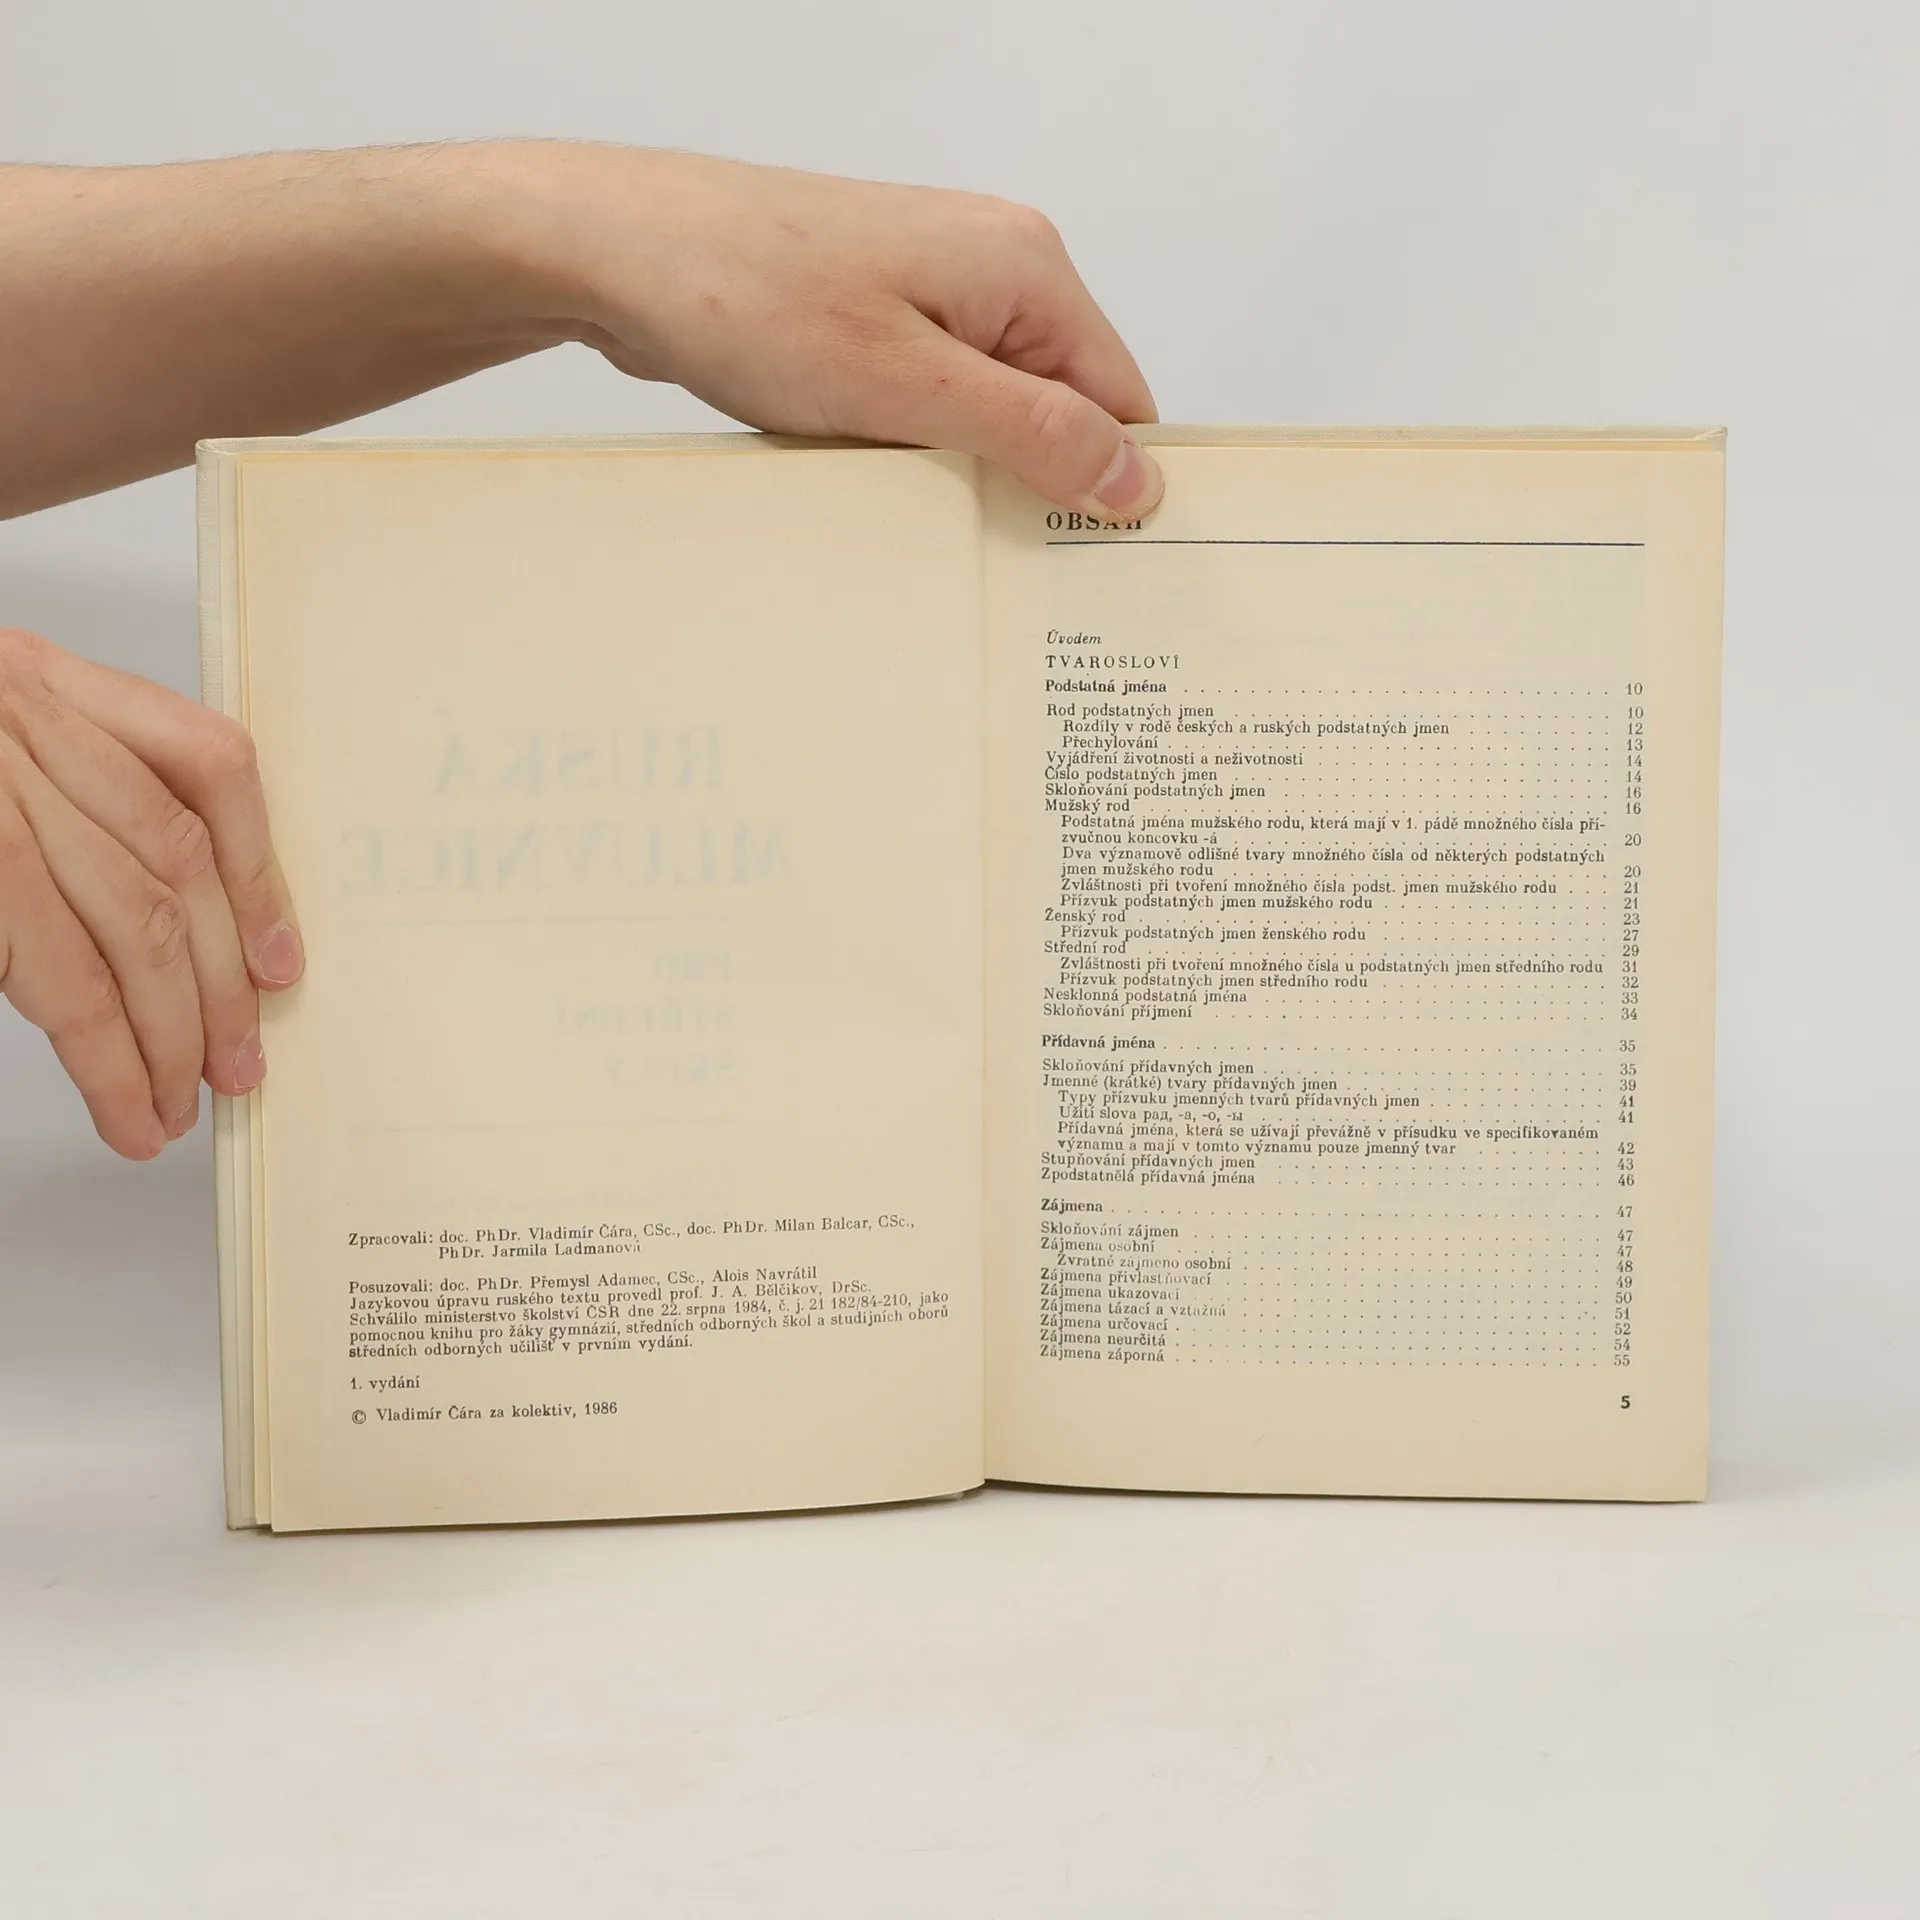 Zpracovali: doc. PhDr. Vladimír Čára, CSc., doc. PhDr. Milan Balcar, CSc.,
PhDr. Jarmila Ladmanová
Posuzovali: doc. PhDr. Přemysl Adamec, CSc., Alois Navrátil
Jazykovou úpravu ruského textu provedl prof. J. A. Bělčikov, DrSc.
Schválilo ministerstvo školství ČSR dne 22. srpna 1984, č. j. 21 182/84-210, jako
pomocnou knihu pro žáky gymnázií, středních odborných škol a studijních oborů
středních odborných učilišť v prvním vydání.
1. vydání
© Vladimír Čára za kolektiv, 1986
OBSAH
Úvodem
TVAROSLOVÍ
Podstatná jména . . . . . . . . . . . . . . . . . . . . . . 10
Rod podstatných jmen . . . . . . . . . . . . . . . . . . . 10
Rozdíly v rodě českých a ruských podstatných jmen . . . . . . . . . 12
Přechylování . . . . . . . . . . . . . . . . . . . . . . . 13
Vyjádření životnosti a neživotnosti . . . . . . . . . . . . . . . 14
Číslo podstatných jmen . . . . . . . . . . . . . . . . . . . 14
Skloňování podstatných jmen . . . . . . . . . . . . . . . . . 16
Mužský rod . . . . . . . . . . . . . . . . . . . . . . . 16
Podstatná jména mužského rodu, která mají v 1. pádě množného čísla pří-
zvučnou koncovku -á . . . . . . . . . . . . . . . . . . . 20
Dva významově odlišné tvary množného čísla od některých podstatných
jmen mužského rodu . . . . . . . . . . . . . . . . . . . 20
Zvláštnosti při tvoření množného čísla podst. jmen mužského rodu . . . 21
Přízvuk podstatných jmen mužského rodu . . . . . . . . . . . . 21
Ženský rod . . . . . . . . . . . . . . . . . . . . . . . 23
Přízvuk podstatných jmen ženského rodu . . . . . . . . . . . . 27
Střední rod . . . . . . . . . . . . . . . . . . . . . . . 29
Zvláštnosti při tvoření množného čísla u podstatných jmen středního rodu 31
Přízvuk podstatných jmen středního rodu . . . . . . . . . . . . 32
Nesklonná podstatná jména . . . . . . . . . . . . . . . . . 33
Skloňování příjmení . . . . . . . . . . . . . . . . . . . . 34
Přídavná jména . . . . . . . . . . . . . . . . . . . . . . 35
Skloňování přídavných jmen . . . . . . . . . . . . . . . . . 35
Jmenné (krátké) tvary přídavných jmen . . . . . . . . . . . . . 39
Typy přízvuku jmenných tvarů přídavných jmen . . . . . . . . . . 41
Užití slova рад, -а, -о, -ы . . . . . . . . . . . . . . . . . . 41
Přídavná jména, která se užívají převážně v přísudku ve specifikovaném
významu a mají v tomto významu pouze jmenný tvar . . . . . . . 42
Stupňování přídavných jmen . . . . . . . . . . . . . . . . . 43
Zpodstatnělá přídavná jména . . . . . . . . . . . . . . . . . 46
Zájmena . . . . . . . . . . . . . . . . . . . . . . . . . 47
Skloňování zájmen . . . . . . . . . . . . . . . . . . . . . 47
Zájmena osobní . . . . . . . . . . . . . . . . . . . . . . 47
Zvratné zájmeno osobní . . . . . . . . . . . . . . . . . . . 48
Zájmena přivlastňovací . . . . . . . . . . . . . . . . . . . 49
Zájmena ukazovací . . . . . . . . . . . . . . . . . . . . . 50
Zájmena tázací a vztažná . . . . . . . . . . . . . . . . . . 51
Zájmena určovací . . . . . . . . . . . . . . . . . . . . . 52
Zájmena neurčitá . . . . . . . . . . . . . . . . . . . . . 54
Zájmena záporná . . . . . . . . . . . . . . . . . . . . . 55
5